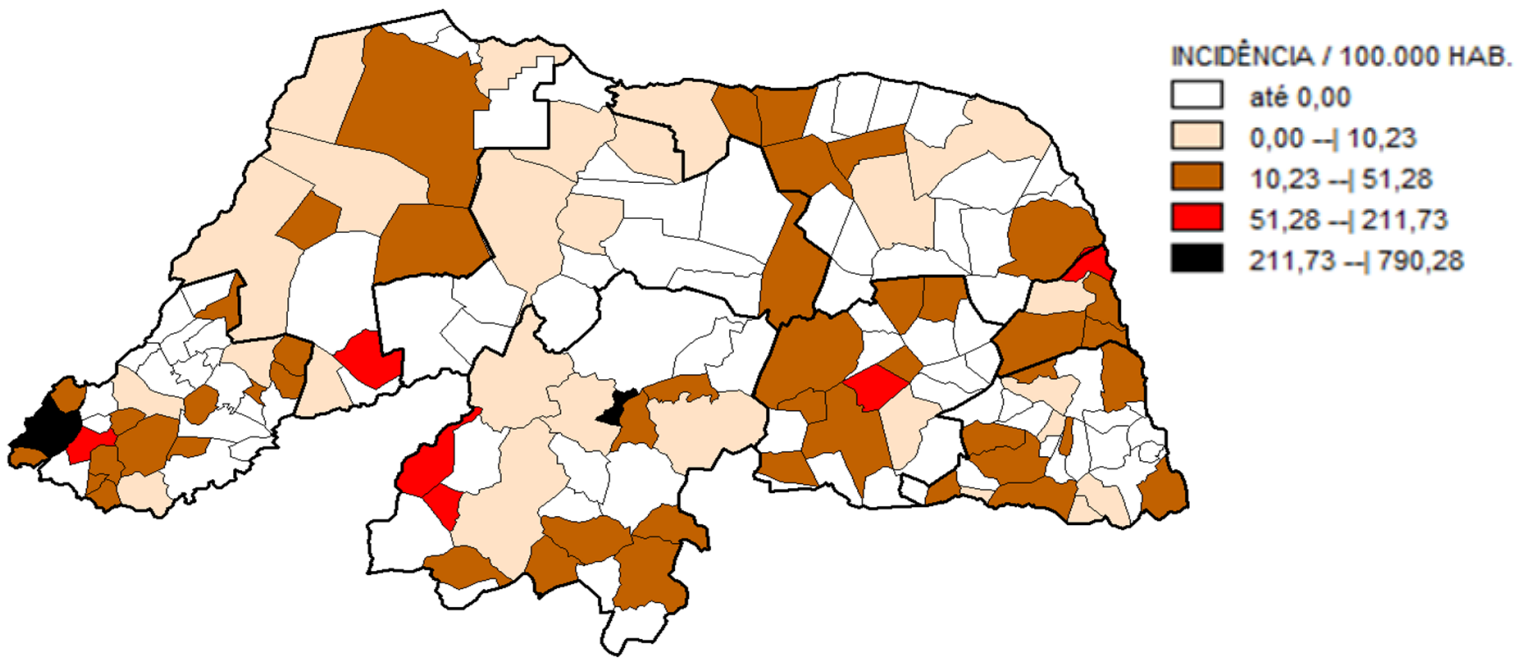 INCIDÊNCIA / 100.000 HAB.
até 0,00
0,00 --| 10,23
10,23 --| 51,28
51,28 --| 211,73
211,73 --| 790,28